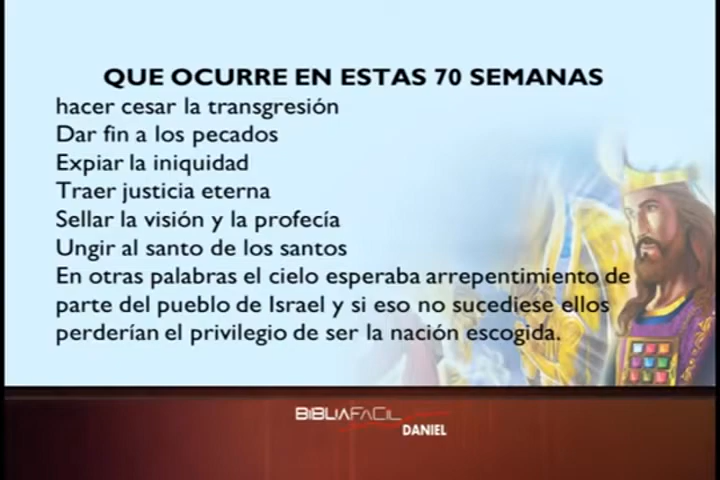 QUE OCURRE EN ESTAS 70 SEMANAS
hacer cesar la transgresión
Dar fin a los pecados
Expiar la iniquidad
Traer justicia eterna
Sellar la visión y la profecía
Ungir al santo de los santos
En otras palabras el cielo esperaba arrepentimiento de
parte del pueblo de Israel y si eso no sucediese ellos
perderían el privilegio de ser la nación escogida.
BIBLIAFACIL
DANIEL